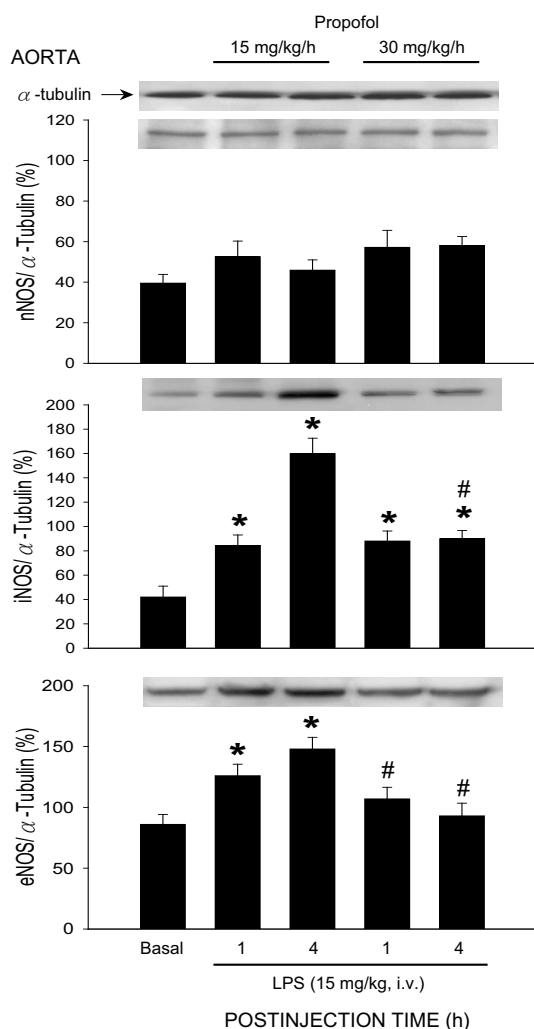 Propofol
15 mg/kg/h 30 mg/kg/h
AORTA
α-tubulin
nNOS/α-Tubulin (%)
120
100
80
60
40
20
0
iNOS/α-Tubulin (%)
200
180
160
140
120
100
80
60
40
20
0
* * * # *
eNOS/α-Tubulin (%)
200
150
100
50
0
* * # #
Basal 1 4 1 4
LPS (15 mg/kg, i.v.)
POSTINJECTION TIME (h)